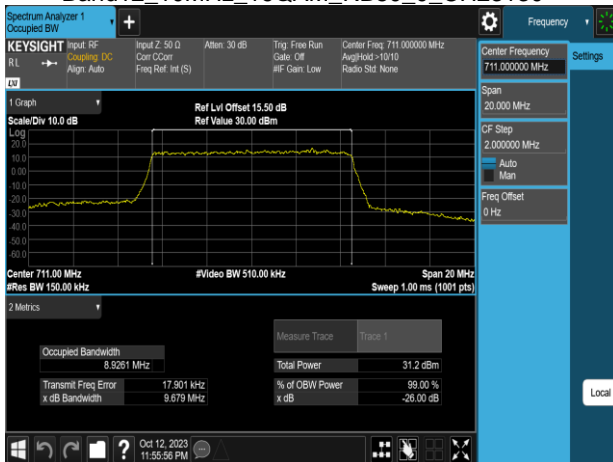 Spectrum Analyzer 1
Occupied BW
Frequency
KEYSIGHT
RL
LXI
Input: RF
Coupling: DC
Align: Auto
Input Z: 50 Ω
Corr CCorr
Freq Ref: Int (S)
Atten: 30 dB
Trig: Free Run
Gate: Off
#IF Gain: Low
Center Freq: 711.000000 MHz
Avg|Hold:>10/10
Radio Std: None
Center Frequency
711.000000 MHz
Settings
Span
20.000 MHz
CF Step
2.000000 MHz
Auto
Man
Freq Offset
0 Hz
1 Graph
Scale/Div 10.0 dB
Ref Lvl Offset 15.50 dB
Ref Value 30.00 dBm
Log
20.0
10.0
0.00
-10.0
-20.0
-30.0
-40.0
-50.0
-60.0
Center 711.00 MHz
#Video BW 510.00 kHz
Span 20 MHz
#Res BW 150.00 kHz
Sweep 1.00 ms (1001 pts)
2 Metrics
Measure Trace
Trace 1
Occupied Bandwidth
8.9261 MHz
Total Power
31.2 dBm
Transmit Freq Error
17.901 kHz
% of OBW Power
99.00 %
x dB Bandwidth
9.679 MHz
x dB
-26.00 dB
Local
?
Oct 12, 2023
11:55:56 PM